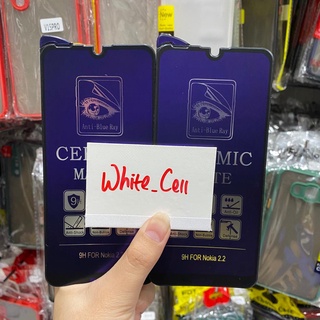 VISPRO
Anti-Blue-Ray
Anti-Blue-Ray
CE
MIC
MA
TE
White_Cell
9H
9H
9H FOR Nokia 2.2
9H FOR Nokia 2.2